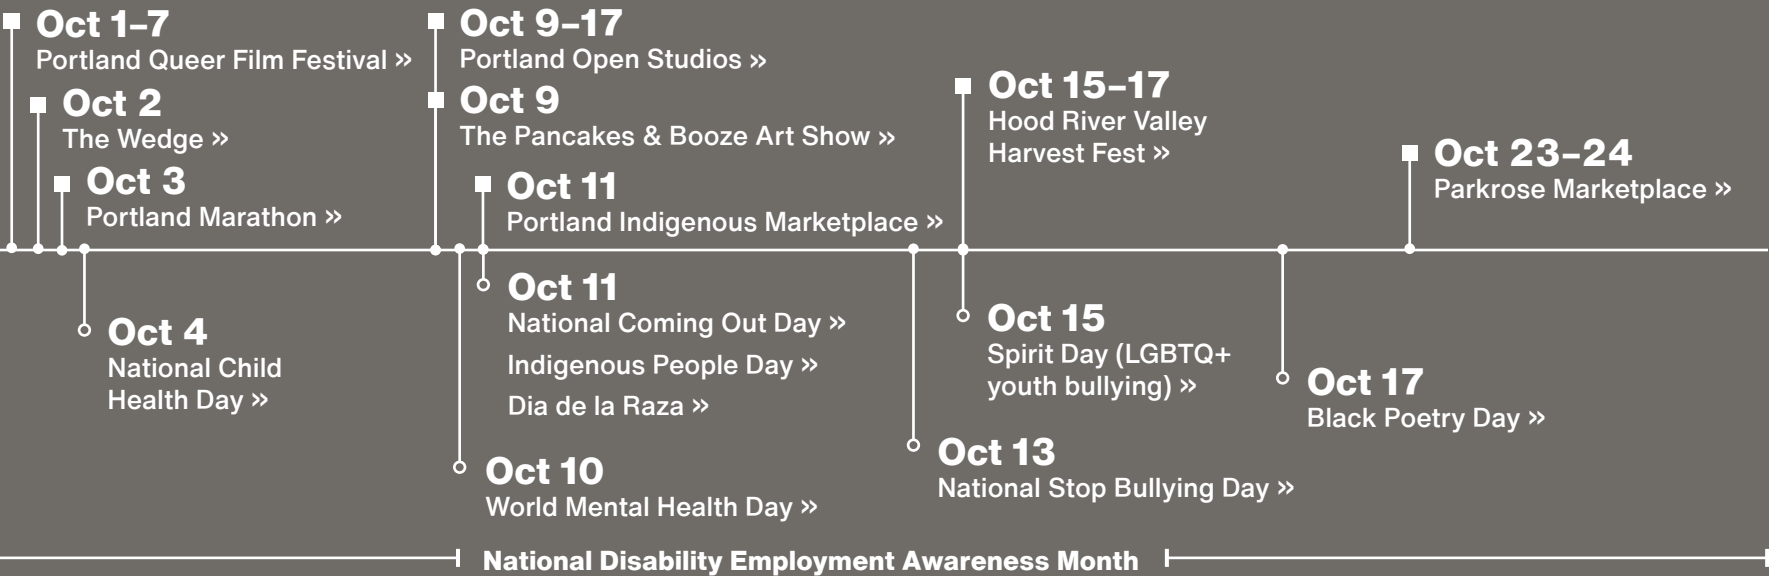 Oct 1–7
Portland Queer Film Festival »
Oct 2
The Wedge »
Oct 3
Portland Marathon »
Oct 9–17
Portland Open Studios »
Oct 9
The Pancakes & Booze Art Show »
Oct 11
Portland Indigenous Marketplace »
Oct 15–17
Hood River Valley
Harvest Fest »
Oct 23–24
Parkrose Marketplace »
Oct 4
National Child
Health Day »
Oct 11
National Coming Out Day »
Indigenous People Day »
Dia de la Raza »
Oct 10
World Mental Health Day »
Oct 13
National Stop Bullying Day »
Oct 15
Spirit Day (LGBTQ+
youth bullying) »
Oct 17
Black Poetry Day »
National Disability Employment Awareness Month